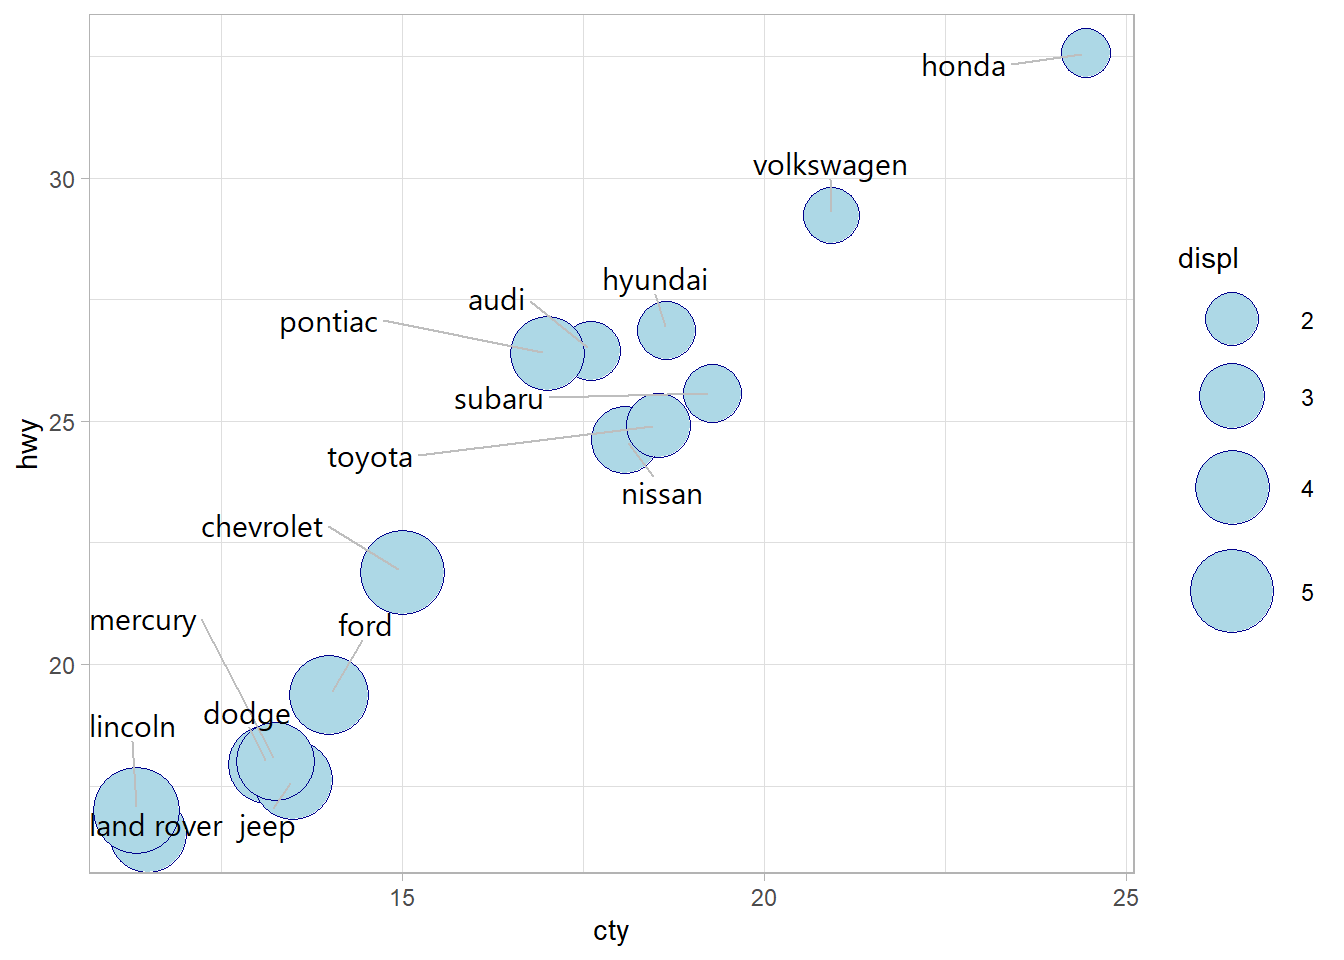 honda
volkswagen
hyundai
audi
pontiac
subaru
toyota
nissan
chevrolet
mercury
ford
dodge
lincoln
land rover
jeep
hwy
30
25
20
15
20
25
cty
displ
2
3
4
5